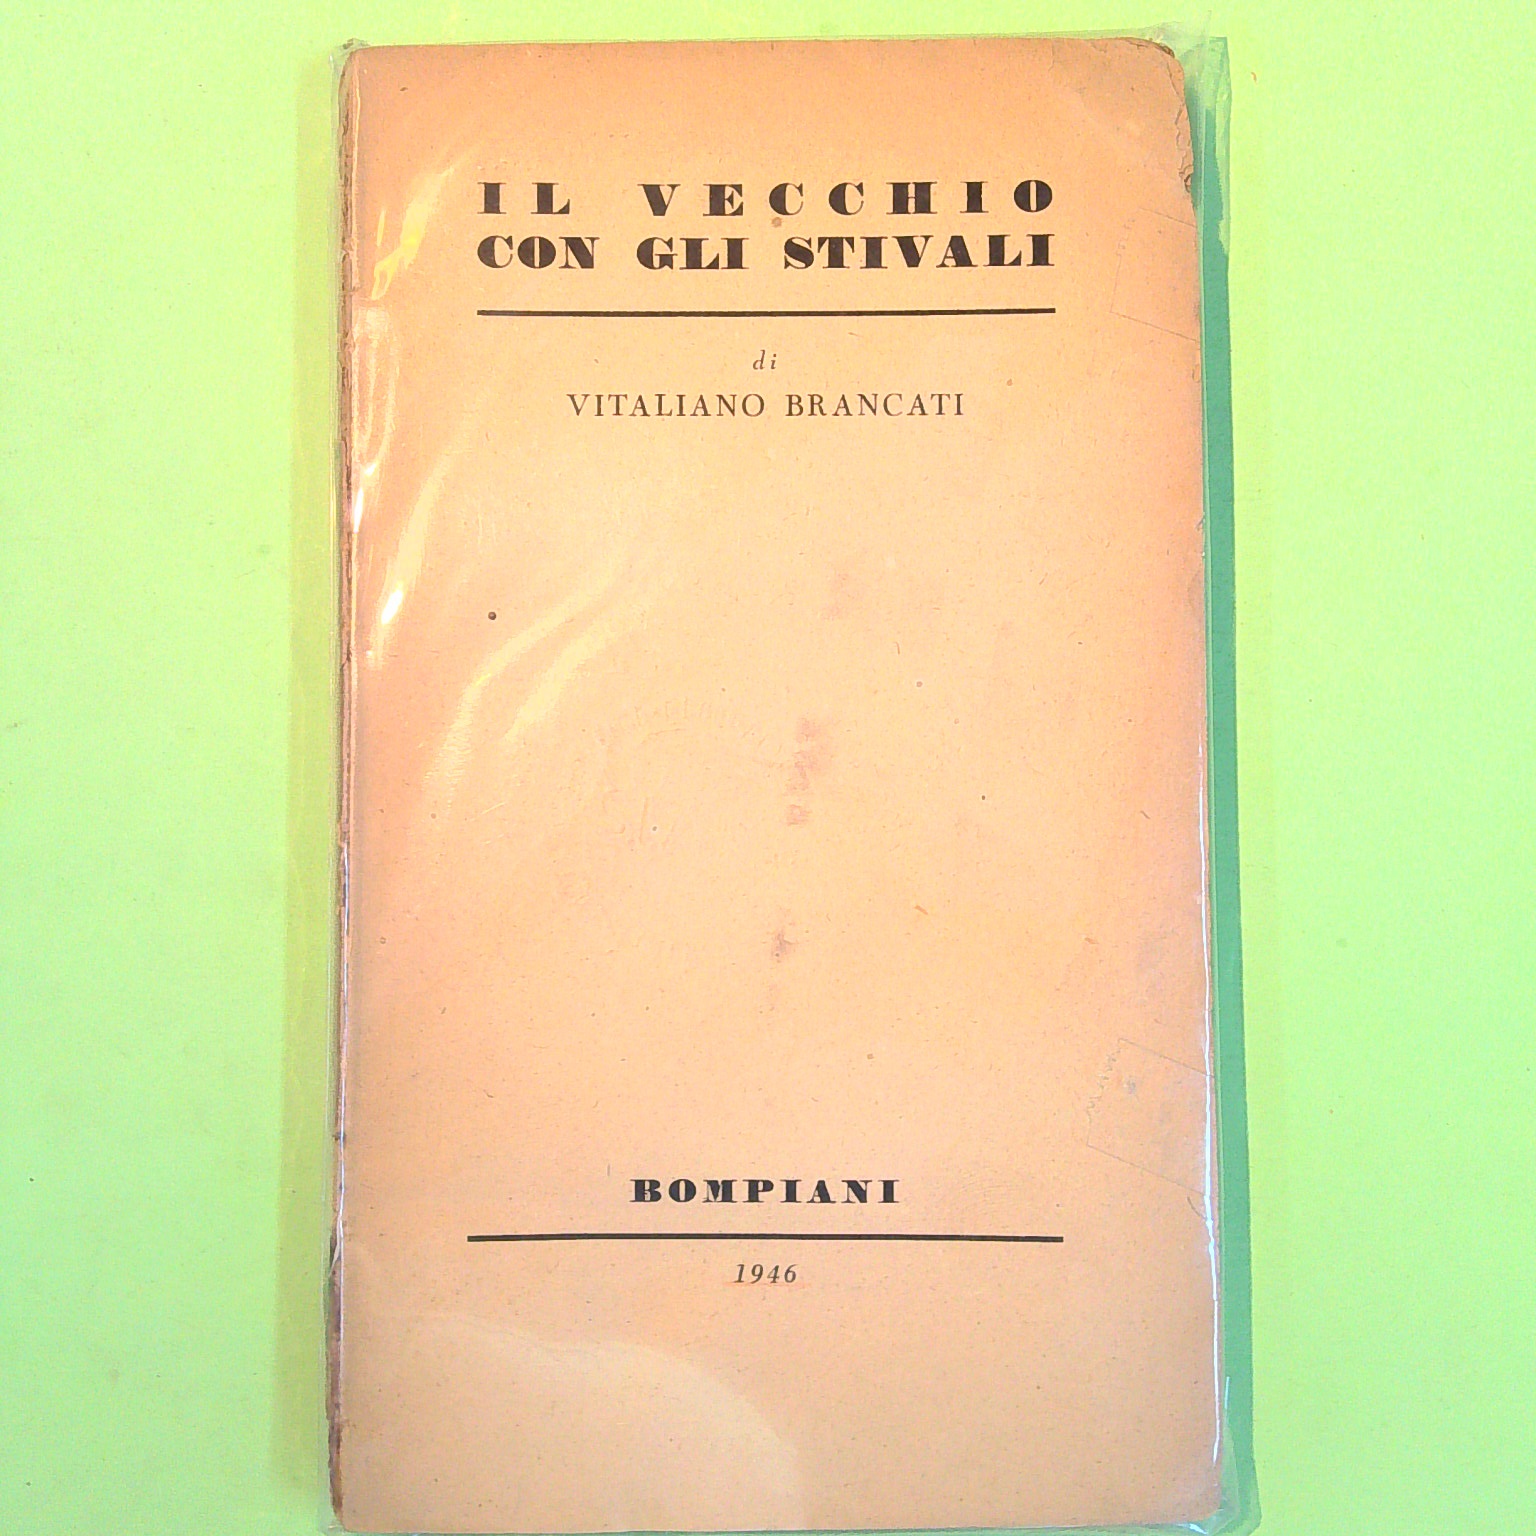 IL VECCHIO
CON GLI STIVALI
di
VITALIANO BRANCATI
BOMPIANI
1946